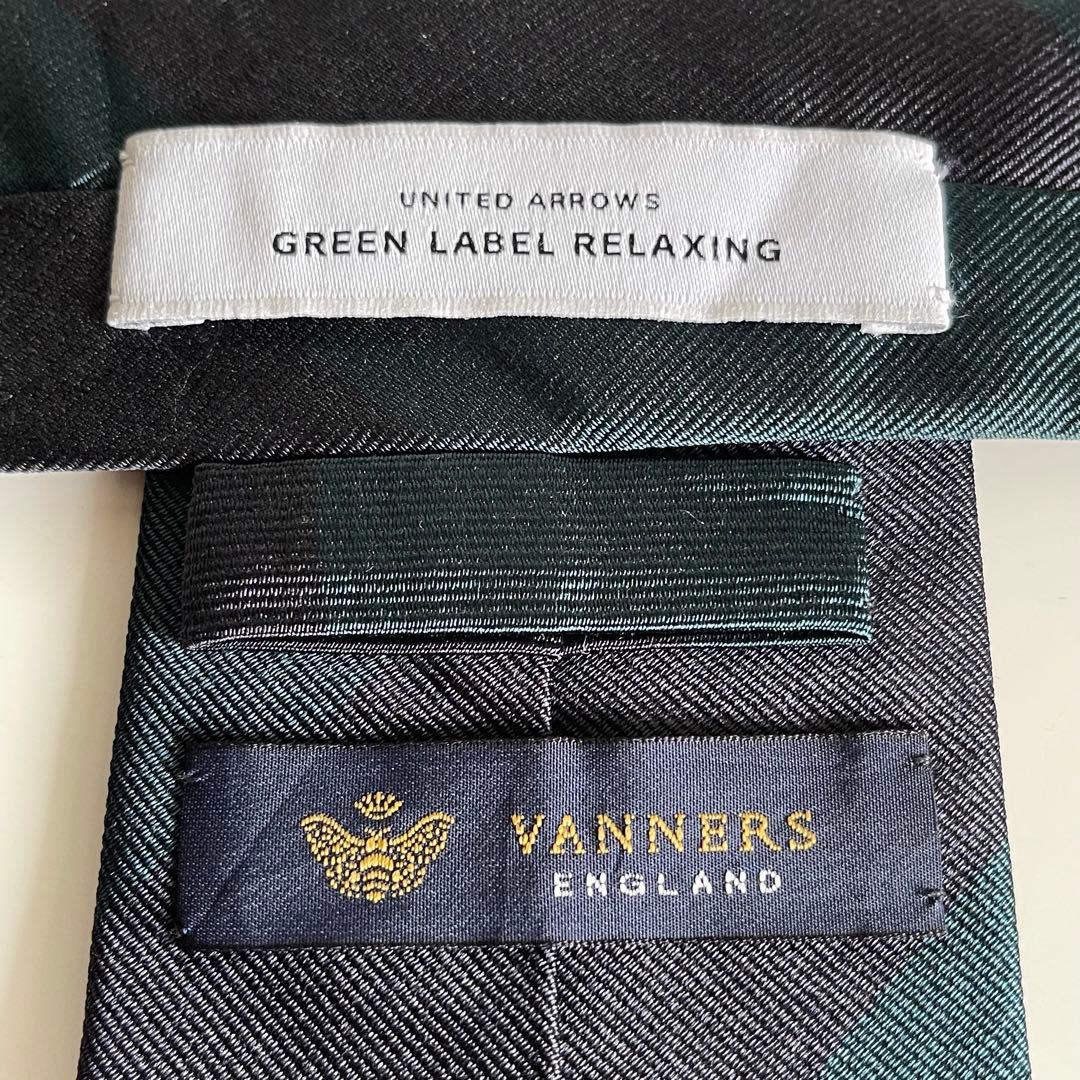 UNITED ARROWS
GREEN LABEL RELAXING
VANNERS
ENGLAND